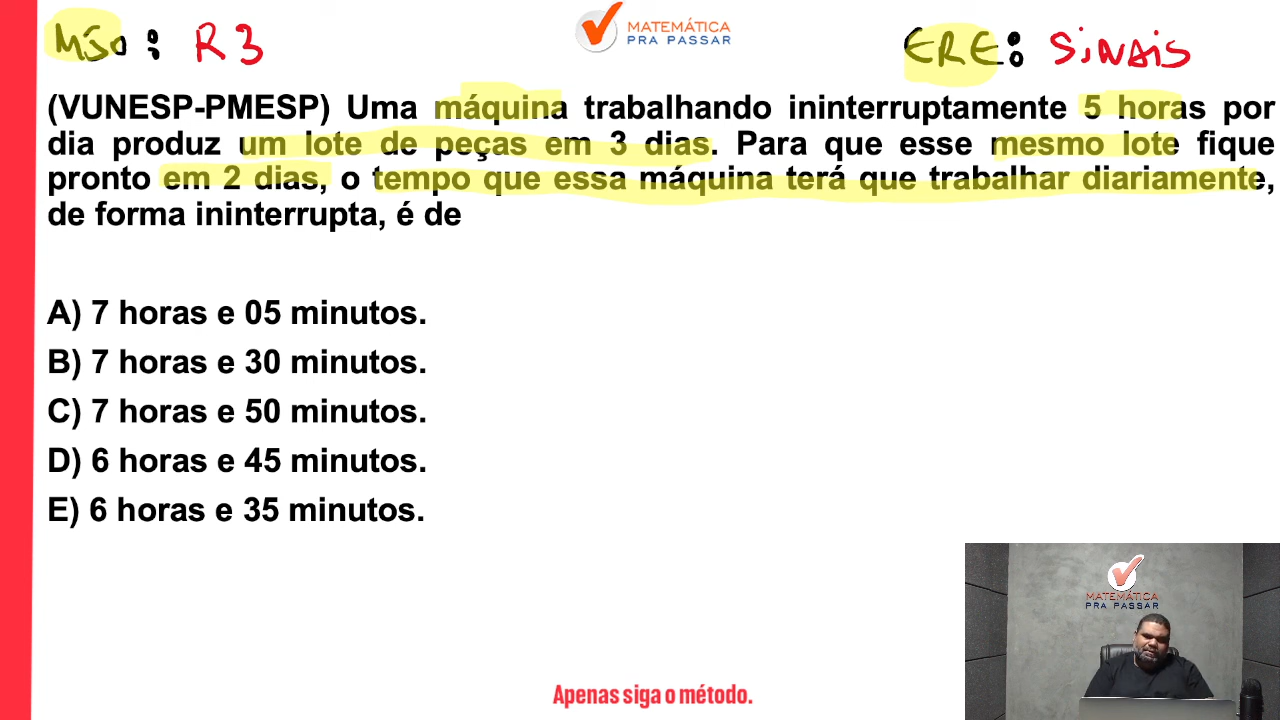 MÉTODO: R3
MATEMÁTICA
PRA PASSAR
ERE: SINAIS
(VUNESP-PMESP) Uma máquina trabalhando ininterruptamente 5 horas por
dia produz um lote de peças em 3 dias. Para que esse mesmo lote fique
pronto em 2 dias, o tempo que essa máquina terá que trabalhar diariamente,
de forma ininterrupta, é de
A) 7 horas e 05 minutos.
B) 7 horas e 30 minutos.
C) 7 horas e 50 minutos.
D) 6 horas e 45 minutos.
E) 6 horas e 35 minutos.
MATEMÁTICA
PRA PASSAR
Apenas siga o método.